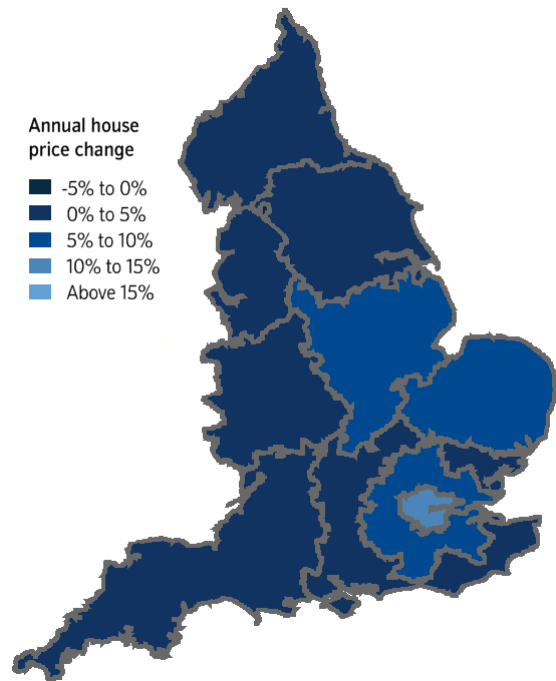 Annual house
price change
-5% to 0%
0% to 5%
5% to 10%
10% to 15%
Above 15%